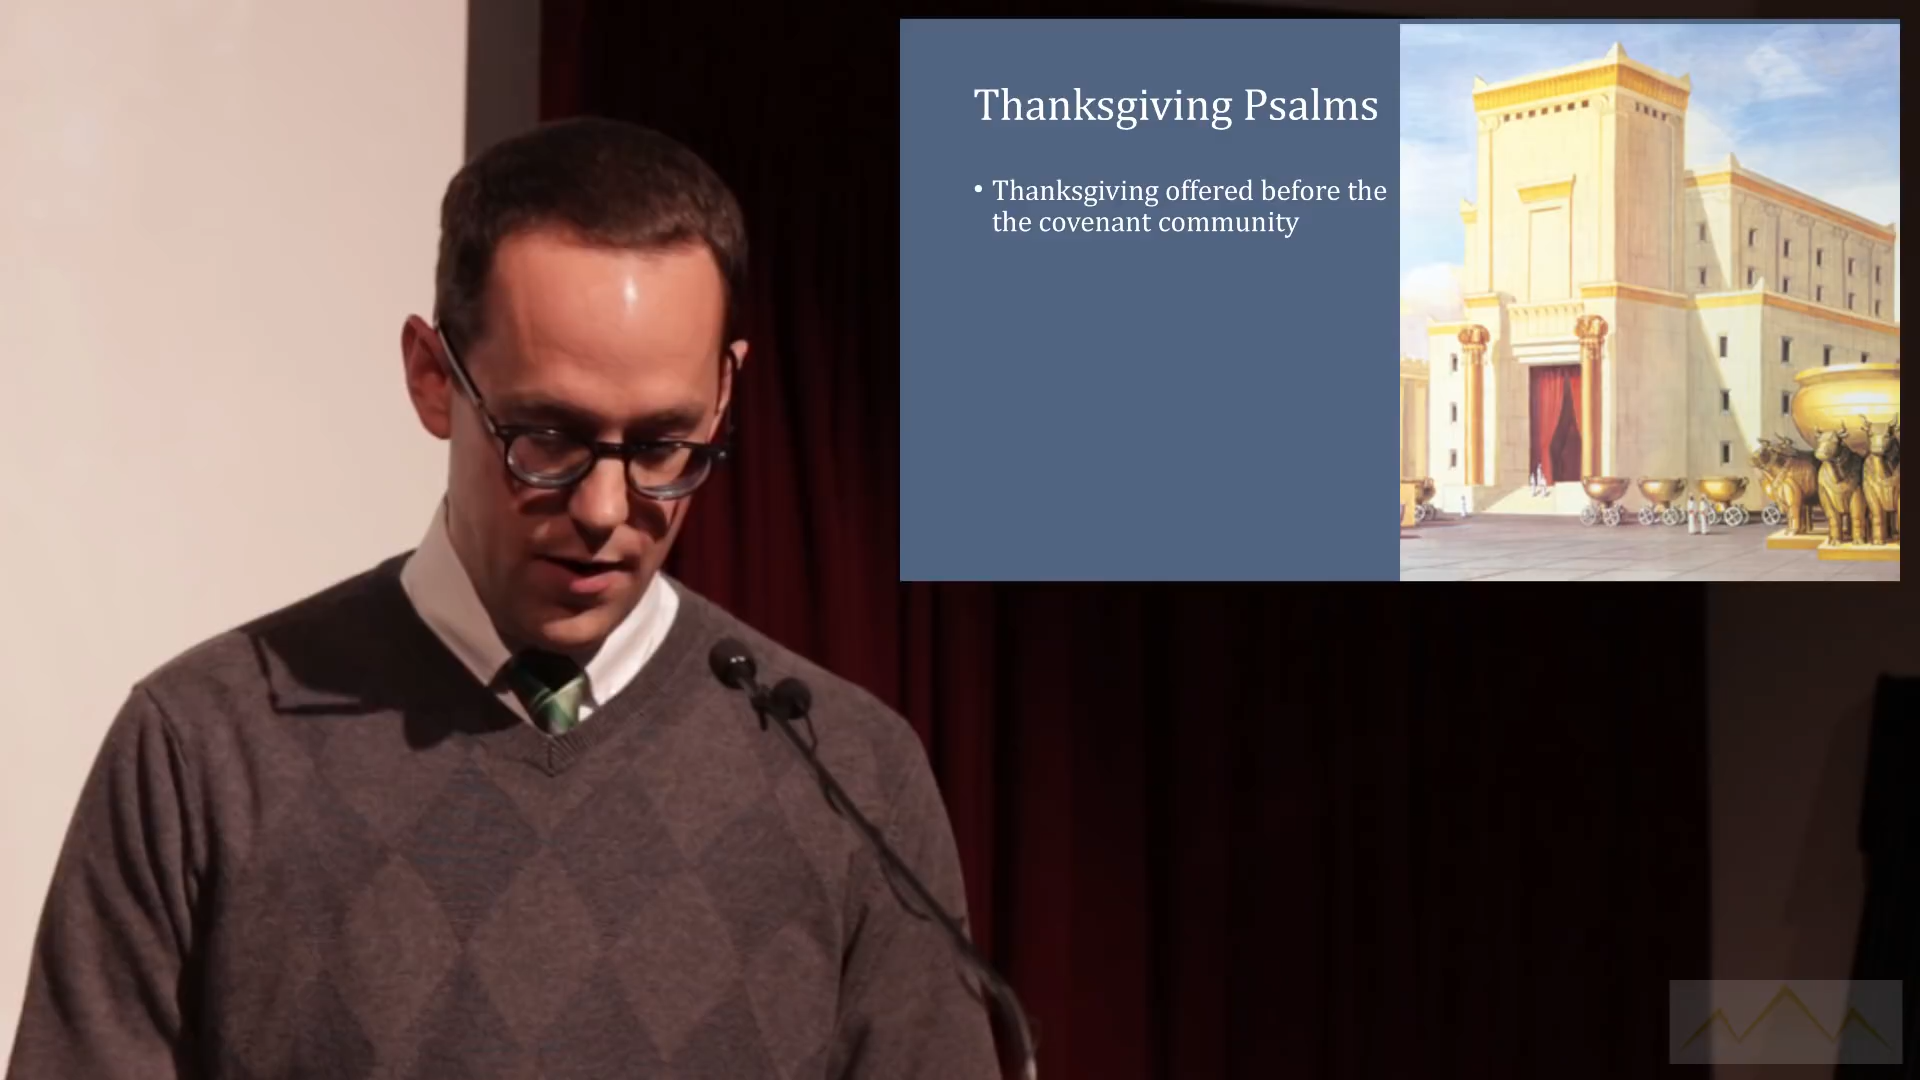 Thanksgiving Psalms
• Thanksgiving offered before the
the covenant community